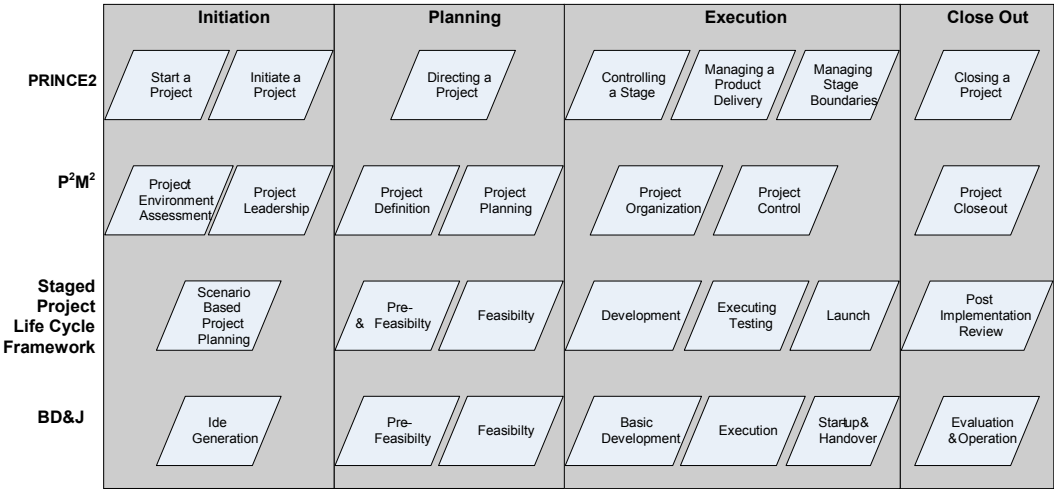 Initiation
Planning
Execution
Close Out
PRINCE2
Start a
Project
Initiate a
Project
Directing a
Project
Controlling
a Stage
Managing a
Product
Delivery
Managing
Stage
Boundaries
Closing a
Project
P²M²
Project
Environment
Assessment
Project
Leadership
Project
Definition
Project
Planning
Project
Organization
Project
Control
Project
Closeout
Staged
Project
Life Cycle
Framework
Scenario
Based
Project
Planning
Pre-
& Feasibilty
Feasibilty
Development
Executing
Testing
Launch
Post
Implementation
Review
BD&J
Ide
Generation
Pre-
Feasibilty
Feasibilty
Basic
Development
Execution
Startup &
Handover
Evaluation
& Operation